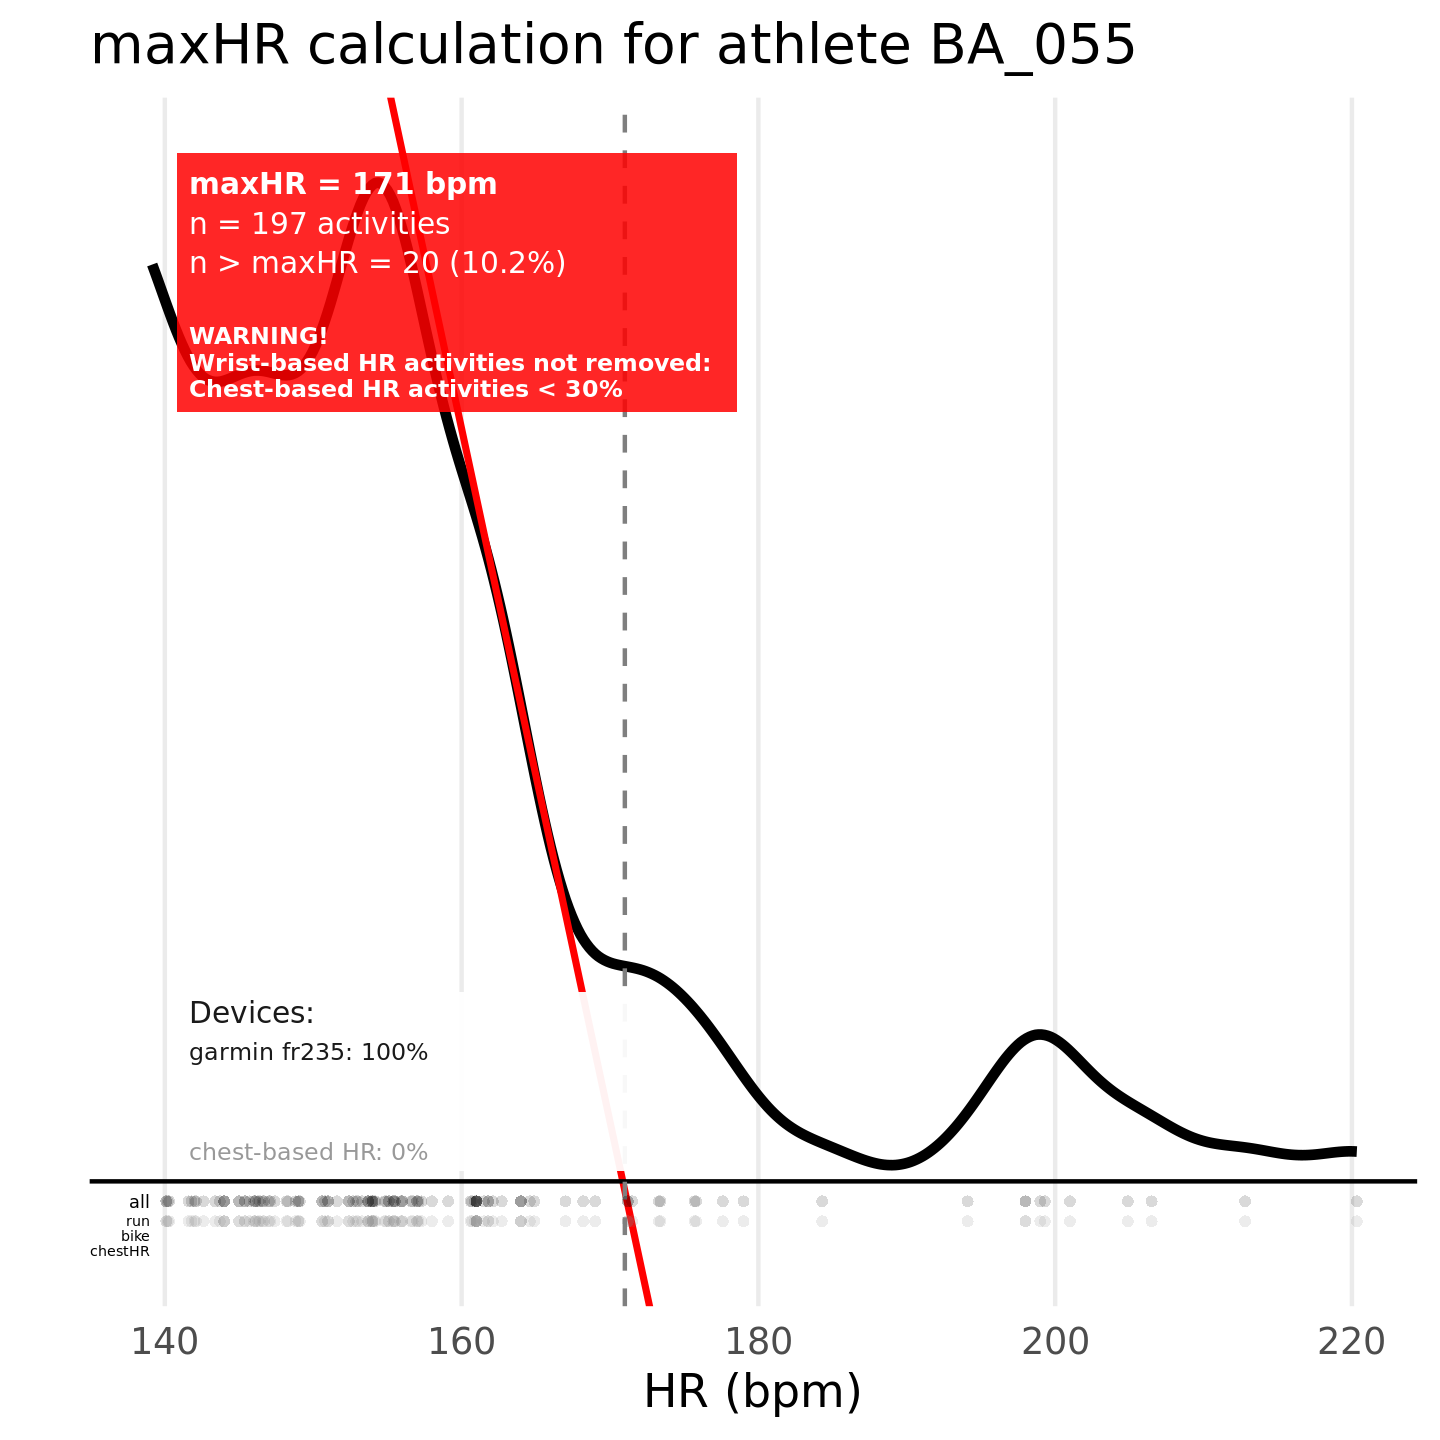 maxHR calculation for athlete BA_055
maxHR = 171 bpm
n = 197 activities
n > maxHR = 20 (10.2%)
WARNING!
Wrist-based HR activities not removed:
Chest-based HR activities < 30%
Devices:
garmin fr235: 100%
chest-based HR: 0%
all
run
bike
chestHR
140 160 180 200 220
HR (bpm)